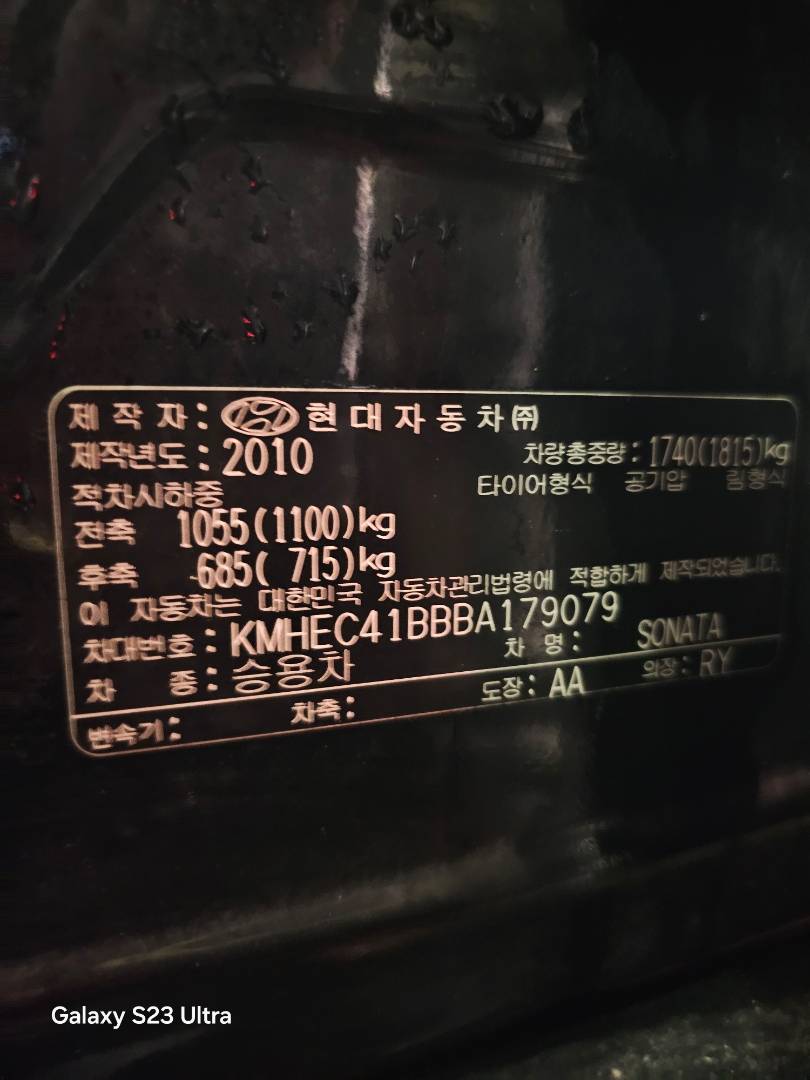 제 작 자 : 현 대 자 동 차 ㈜
제작년도 : 2010 차량총중량 : 1740(1815)kg
적차시하중 타이어형식 공기압 림형식
전축 1055(1100)kg
후축 685( 715)kg
이 자동차는 대한민국 자동차관리법령에 적합하게 제작되었습니다.
차대번호 : KMHEC41BBBA179079
차 종 : 승용차 차 명 : SONATA
변속기 : 차축 : 도장 : AA 외장 : RY
Galaxy S23 Ultra